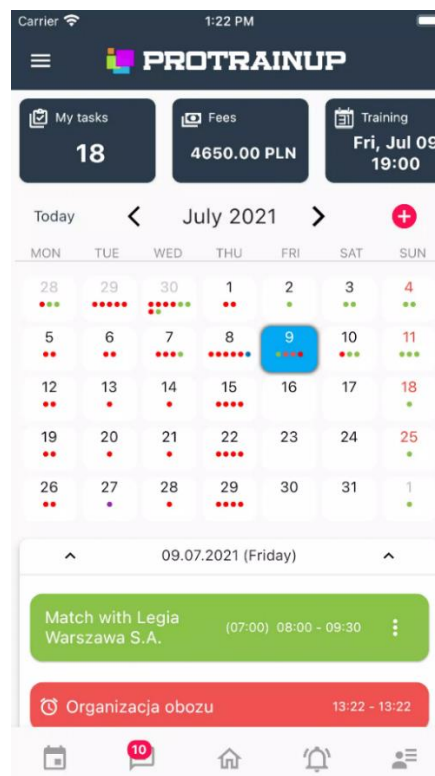 Carrier 1:22 PM
PROTRAINUP
My tasks
18
Fees
4650.00 PLN
Training
Fri, Jul 09
19:00
Today July 2021
MON TUE WED THU FRI SAT SUN
28 29 30 1 2 3 4
5 6 7 8 9 10 11
12 13 14 15 16 17 18
19 20 21 22 23 24 25
26 27 28 29 30 31 1
09.07.2021 (Friday)
Match with Legia
Warszawa S.A.
(07:00) 08:00 - 09:30
Organizacja obozu 13:22 - 13:22
10